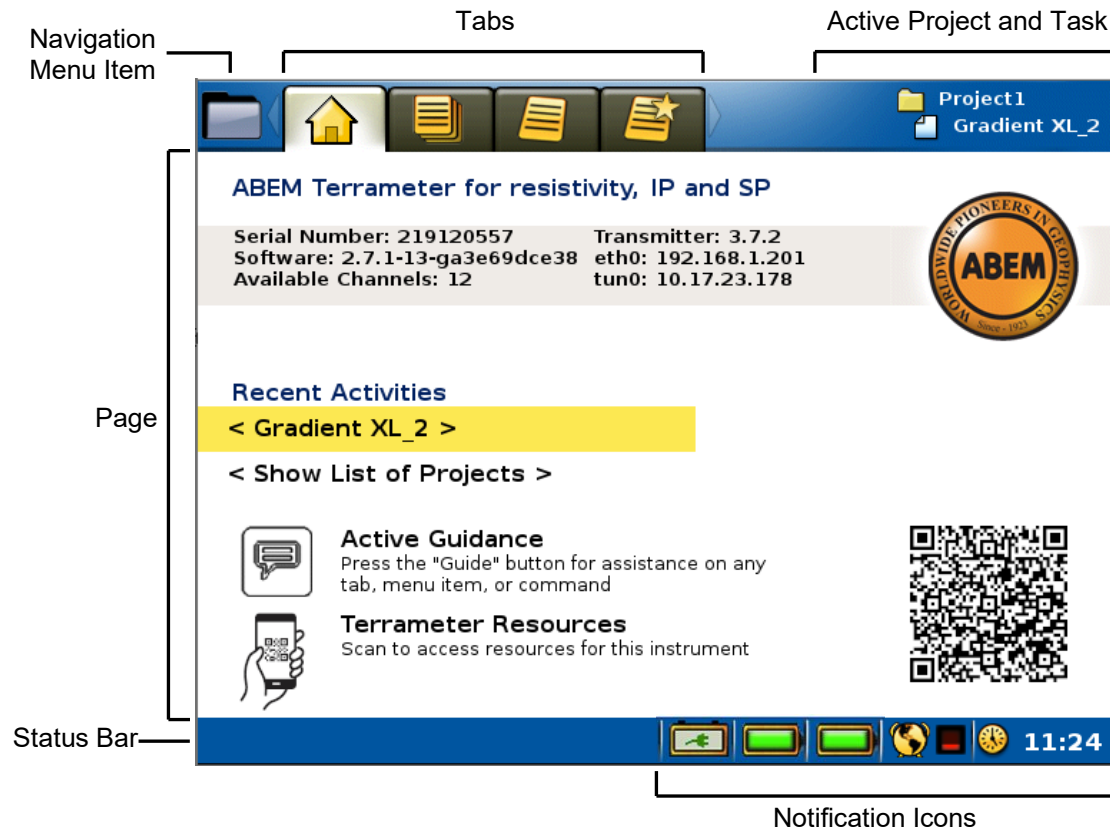 Tabs
Active Project and Task
Navigation
Menu Item
Project1
Gradient XL_2
ABEM Terrameter for resistivity, IP and SP
Serial Number: 219120557
Transmitter: 3.7.2
Software: 2.7.1-13-ga3e69dce38
eth0: 192.168.1.201
Available Channels: 12
tun0: 10.17.23.178
WORLDWIDE PIONEERS IN GEOPHYSICS
ABEM
Since - 1923
Recent Activities
Page
< Gradient XL_2 >
< Show List of Projects >
Active Guidance
Press the "Guide" button for assistance on any
tab, menu item, or command
Terrameter Resources
Scan to access resources for this instrument
Status Bar
11:24
Notification Icons